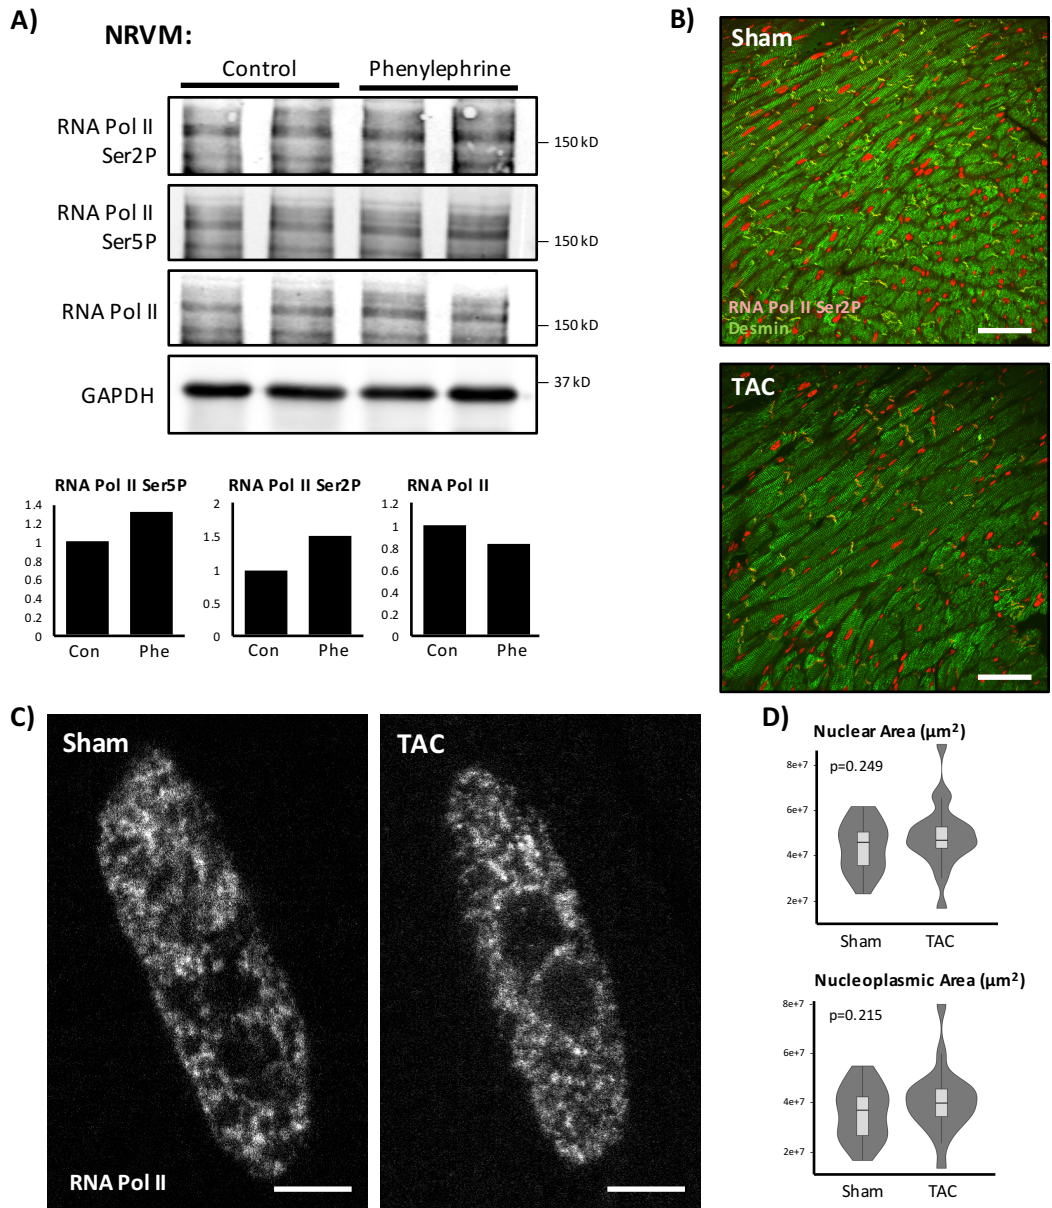 A)
NRVM:
Control
Phenylephrine
RNA Pol II
Ser2P
150 kD
RNA Pol II
Ser5P
150 kD
RNA Pol II
150 kD
GAPDH
37 kD
RNA Pol II Ser5P
1.4
1.2
1
0.8
0.6
0.4
0.2
0
Con
Phe
RNA Pol II Ser2P
2
1.5
1
0.5
0
Con
Phe
RNA Pol II
1.2
1
0.8
0.6
0.4
0.2
0
Con
Phe
B)
Sham
RNA Pol II Ser2P
Desmin
TAC
C)
Sham
RNA Pol II
TAC
D)
Nuclear Area (µm²)
p=0.249
8e+7
6e+7
4e+7
2e+7
Sham
TAC
Nucleoplasmic Area (µm²)
p=0.215
8e+7
6e+7
4e+7
2e+7
Sham
TAC